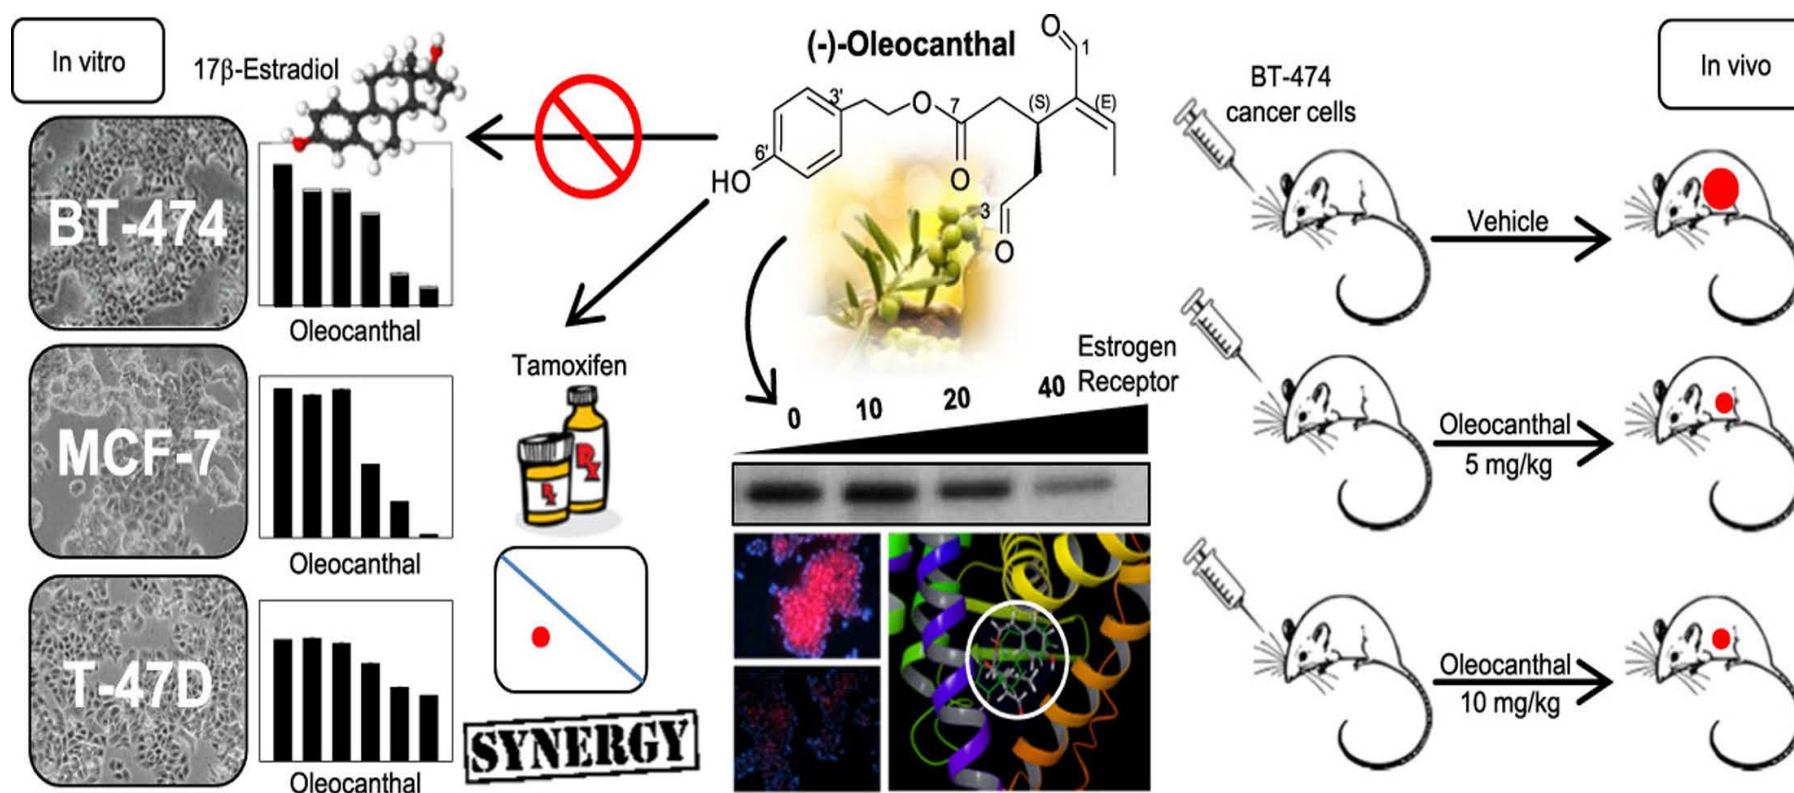 In vitro
17β-Estradiol
BT-474
Oleocanthal
MCF-7
Oleocanthal
T-47D
Oleocanthal
(-)-Oleocanthal
O
1
3'
O
7
(S)
(E)
6'
HO
O
3
O
Tamoxifen
Rx
Rx
SYNERGY
Estrogen
Receptor
0 10 20 40
BT-474
cancer cells
In vivo
Vehicle
Oleocanthal
5 mg/kg
Oleocanthal
10 mg/kg